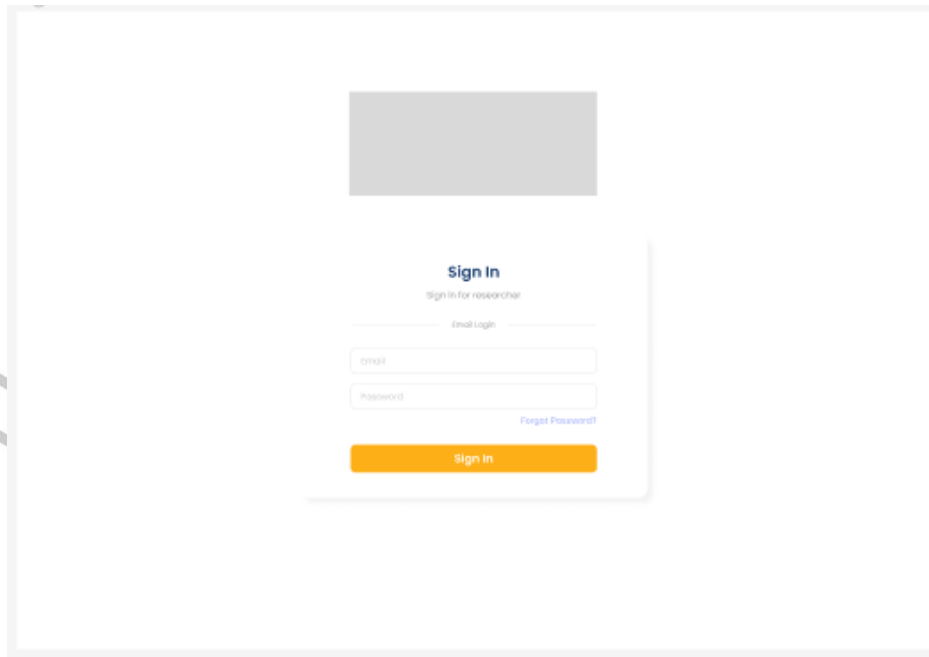 Sign In
Sign In for researcher
Email Login
Email
Password
Forgot Password?
Sign In